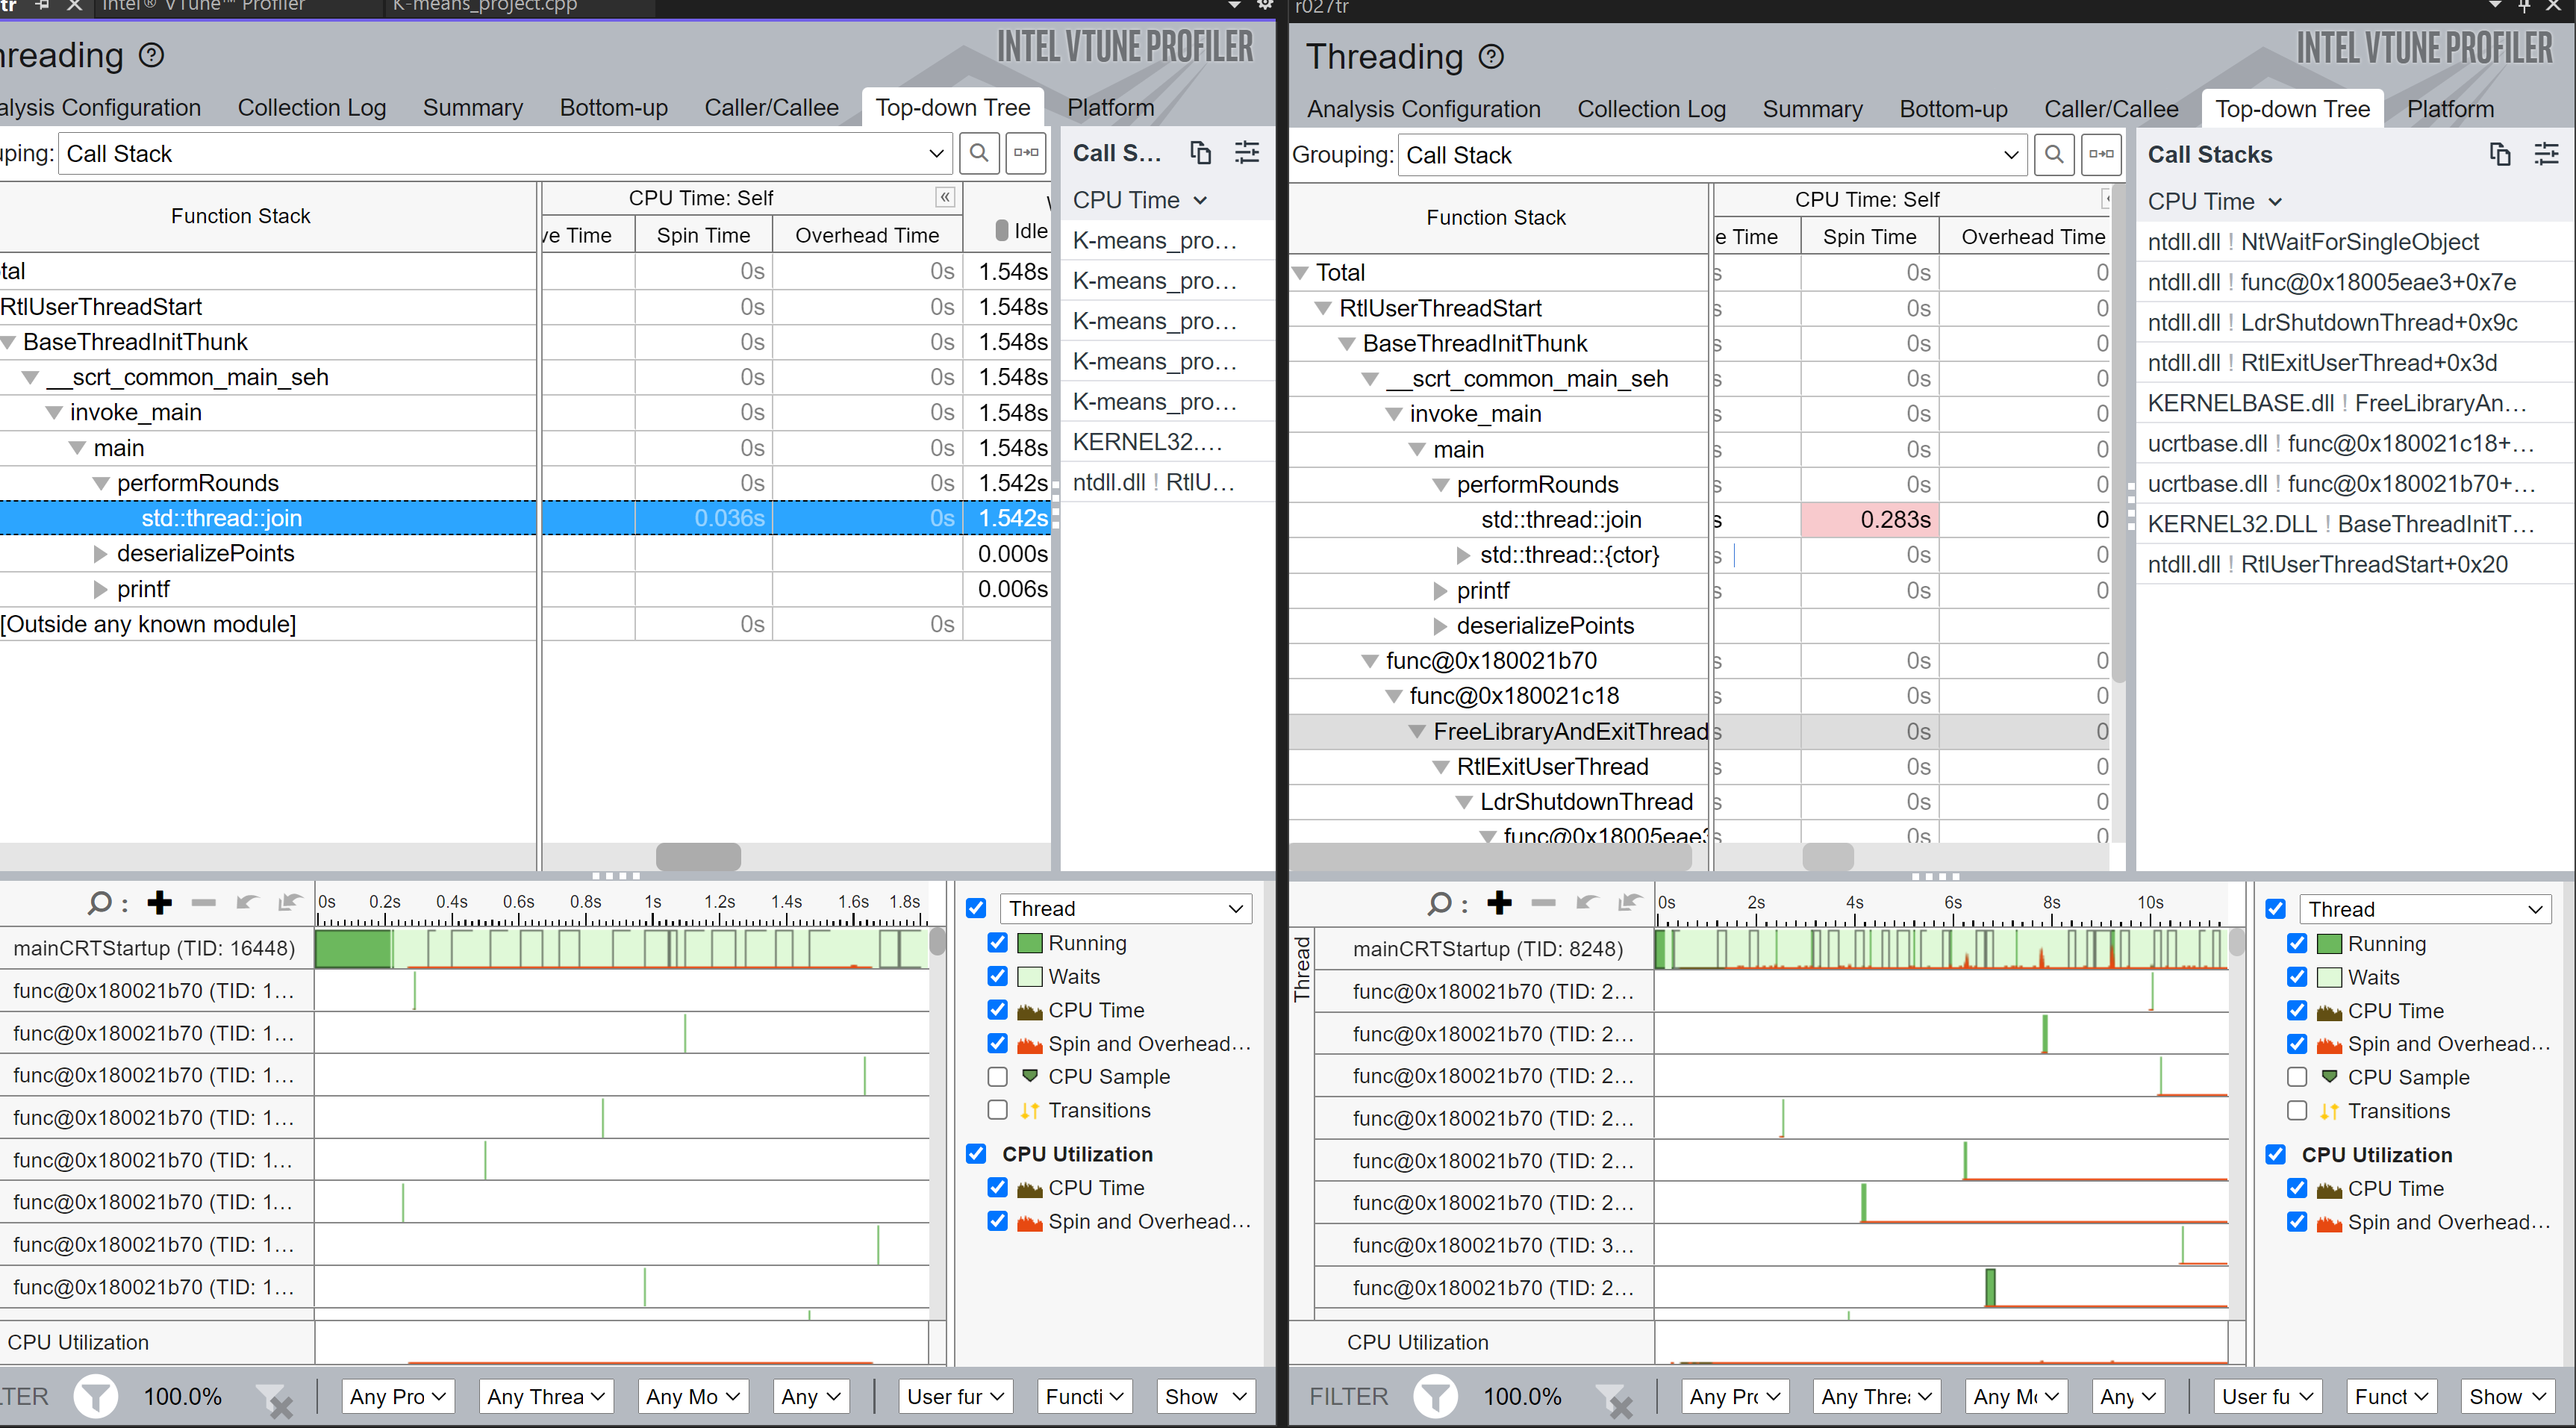 tr Intel® VTune™ Profiler K-means_project.cpp
hreading
INTEL VTUNE PROFILER
alysis Configuration Collection Log Summary Bottom-up Caller/Callee Top-down Tree Platform
ping: Call Stack
Function Stack
CPU Time: Self
ve Time Spin Time Overhead Time Idle
tal 0s 0s 1.548s
RtlUserThreadStart 0s 0s 1.548s
BaseThreadInitThunk 0s 0s 1.548s
__scrt_common_main_seh 0s 0s 1.548s
invoke_main 0s 0s 1.548s
main 0s 0s 1.548s
performRounds 0s 0s 1.542s
std::thread::join 0.036s 0s 1.542s
deserializePoints 0.000s
printf 0.006s
[Outside any known module] 0s 0s
Call S...
CPU Time
K-means_pro...
K-means_pro...
K-means_pro...
K-means_pro...
K-means_pro...
KERNEL32....
ntdll.dll ! RtlU...
0s 0.2s 0.4s 0.6s 0.8s 1s 1.2s 1.4s 1.6s 1.8s
mainCRTStartup (TID: 16448)
func@0x180021b70 (TID: 1...
func@0x180021b70 (TID: 1...
func@0x180021b70 (TID: 1...
func@0x180021b70 (TID: 1...
func@0x180021b70 (TID: 1...
func@0x180021b70 (TID: 1...
func@0x180021b70 (TID: 1...
func@0x180021b70 (TID: 1...
CPU Utilization
Thread
Running
Waits
CPU Time
Spin and Overhead...
CPU Sample
Transitions
CPU Utilization
CPU Time
Spin and Overhead...
TER 100.0% Any Pro Any Threa Any Mo Any User fur Functi Show
r027tr
Threading
INTEL VTUNE PROFILER
Analysis Configuration Collection Log Summary Bottom-up Caller/Callee Top-down Tree Platform
Grouping: Call Stack
Function Stack
CPU Time: Self
e Time Spin Time Overhead Time
Total s 0s 0
RtlUserThreadStart s 0s 0
BaseThreadInitThunk s 0s 0
__scrt_common_main_seh s 0s 0
invoke_main s 0s 0
main s 0s 0
performRounds s 0s 0
std::thread::join s 0.283s 0
std::thread::{ctor} s 0s 0
printf s 0s 0
deserializePoints
func@0x180021b70 s 0s 0
func@0x180021c18 s 0s 0
FreeLibraryAndExitThread s 0s 0
RtlExitUserThread s 0s 0
LdrShutdownThread s 0s 0
func@0x18005eae3 s 0s 0
Call Stacks
CPU Time
ntdll.dll ! NtWaitForSingleObject
ntdll.dll ! func@0x18005eae3+0x7e
ntdll.dll ! LdrShutdownThread+0x9c
ntdll.dll ! RtlExitUserThread+0x3d
KERNELBASE.dll ! FreeLibraryAn...
ucrtbase.dll ! func@0x180021c18+...
ucrtbase.dll ! func@0x180021b70+...
KERNEL32.DLL ! BaseThreadInitT...
ntdll.dll ! RtlUserThreadStart+0x20
0s 2s 4s 6s 8s 10s
Thread
mainCRTStartup (TID: 8248)
func@0x180021b70 (TID: 2...
func@0x180021b70 (TID: 2...
func@0x180021b70 (TID: 2...
func@0x180021b70 (TID: 2...
func@0x180021b70 (TID: 2...
func@0x180021b70 (TID: 2...
func@0x180021b70 (TID: 3...
func@0x180021b70 (TID: 2...
CPU Utilization
Thread
Running
Waits
CPU Time
Spin and Overhead...
CPU Sample
Transitions
CPU Utilization
CPU Time
Spin and Overhead...
FILTER 100.0% Any Prc Any Threa Any Mo Any User fu Funct Show